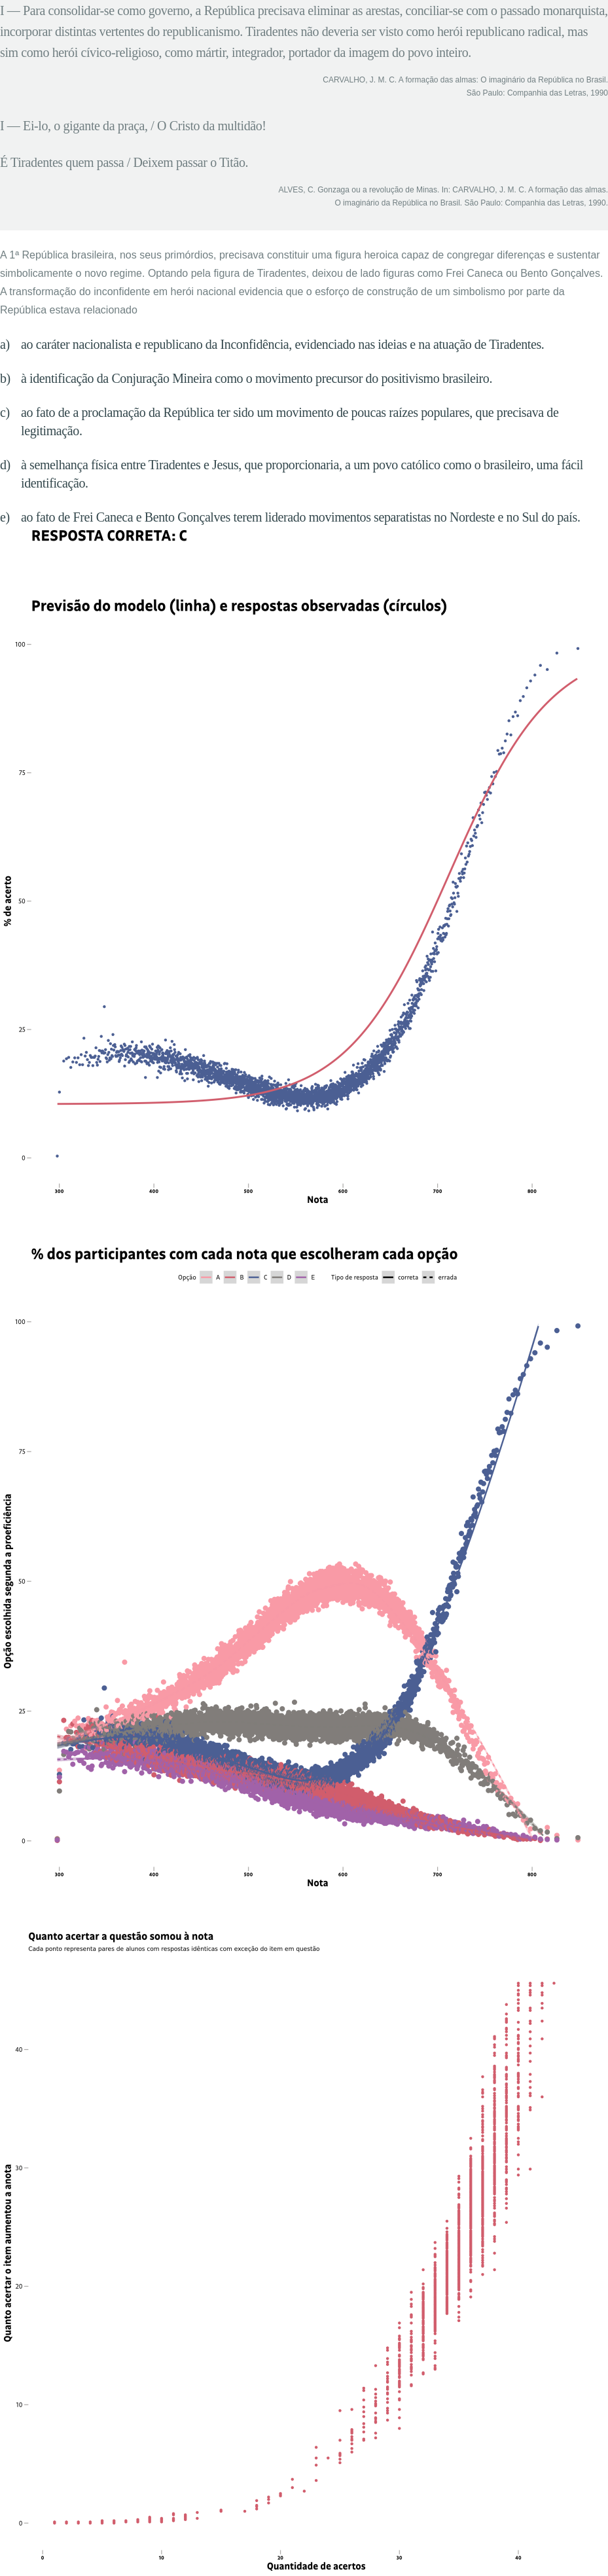 I — Para consolidar-se como governo, a República precisava eliminar as arestas, conciliar-se com o passado monarquista,
incorporar distintas vertentes do republicanismo. Tiradentes não deveria ser visto como herói republicano radical, mas
sim como herói cívico-religioso, como mártir, integrador, portador da imagem do povo inteiro.
CARVALHO, J. M. C. A formação das almas: O imaginário da República no Brasil.
São Paulo: Companhia das Letras, 1990
I — Ei-lo, o gigante da praça, / O Cristo da multidão!
É Tiradentes quem passa / Deixem passar o Titão.
ALVES, C. Gonzaga ou a revolução de Minas. In: CARVALHO, J. M. C. A formação das almas.
O imaginário da República no Brasil. São Paulo: Companhia das Letras, 1990.
A 1ª República brasileira, nos seus primórdios, precisava constituir uma figura heroica capaz de congregar diferenças e sustentar
simbolicamente o novo regime. Optando pela figura de Tiradentes, deixou de lado figuras como Frei Caneca ou Bento Gonçalves.
A transformação do inconfidente em herói nacional evidencia que o esforço de construção de um simbolismo por parte da
República estava relacionado
a) ao caráter nacionalista e republicano da Inconfidência, evidenciado nas ideias e na atuação de Tiradentes.
b) à identificação da Conjuração Mineira como o movimento precursor do positivismo brasileiro.
c) ao fato de a proclamação da República ter sido um movimento de poucas raízes populares, que precisava de
legitimação.
d) à semelhança física entre Tiradentes e Jesus, que proporcionaria, a um povo católico como o brasileiro, uma fácil
identificação.
e) ao fato de Frei Caneca e Bento Gonçalves terem liderado movimentos separatistas no Nordeste e no Sul do país.
RESPOSTA CORRETA: C
Previsão do modelo (linha) e respostas observadas (círculos)
% de acerto
100
75
50
25
0
300 400 500 600 700 800
Nota
% dos participantes com cada nota que escolheram cada opção
Opção A B C D E Tipo de resposta correta errada
Opção escolhida segunda a proeficiência
100
75
50
25
0
300 400 500 600 700 800
Nota
Quanto acertar a questão somou à nota
Cada ponto representa pares de alunos com respostas idênticas com exceção do item em questão
Quanto acertar o item aumentou a anota
40
30
20
10
0
0 10 20 30 40
Quantidade de acertos